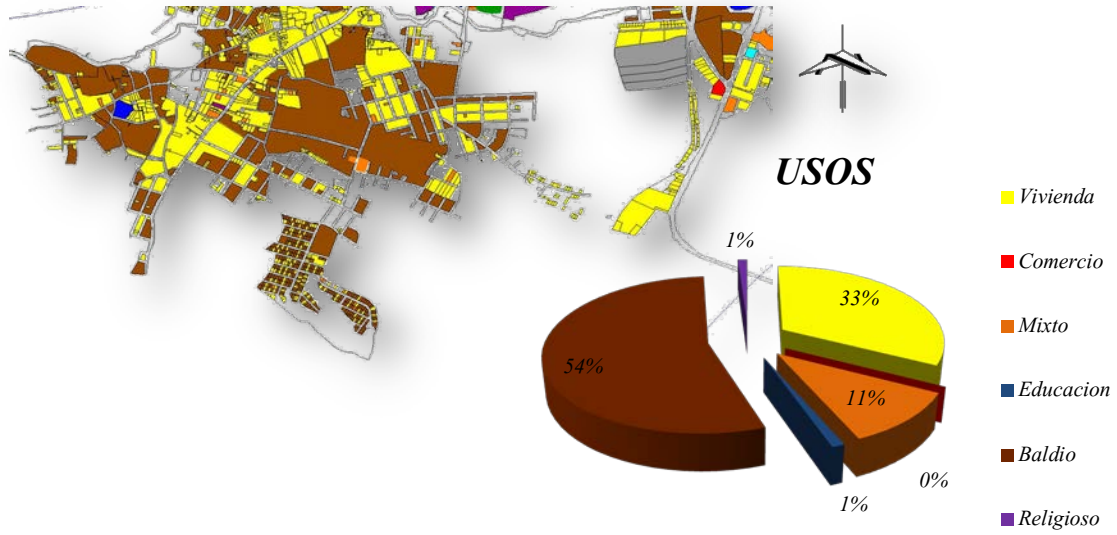 USOS
1%
33%
54%
11%
0%
1%
Vivienda
Comercio
Mixto
Educacion
Baldio
Religioso